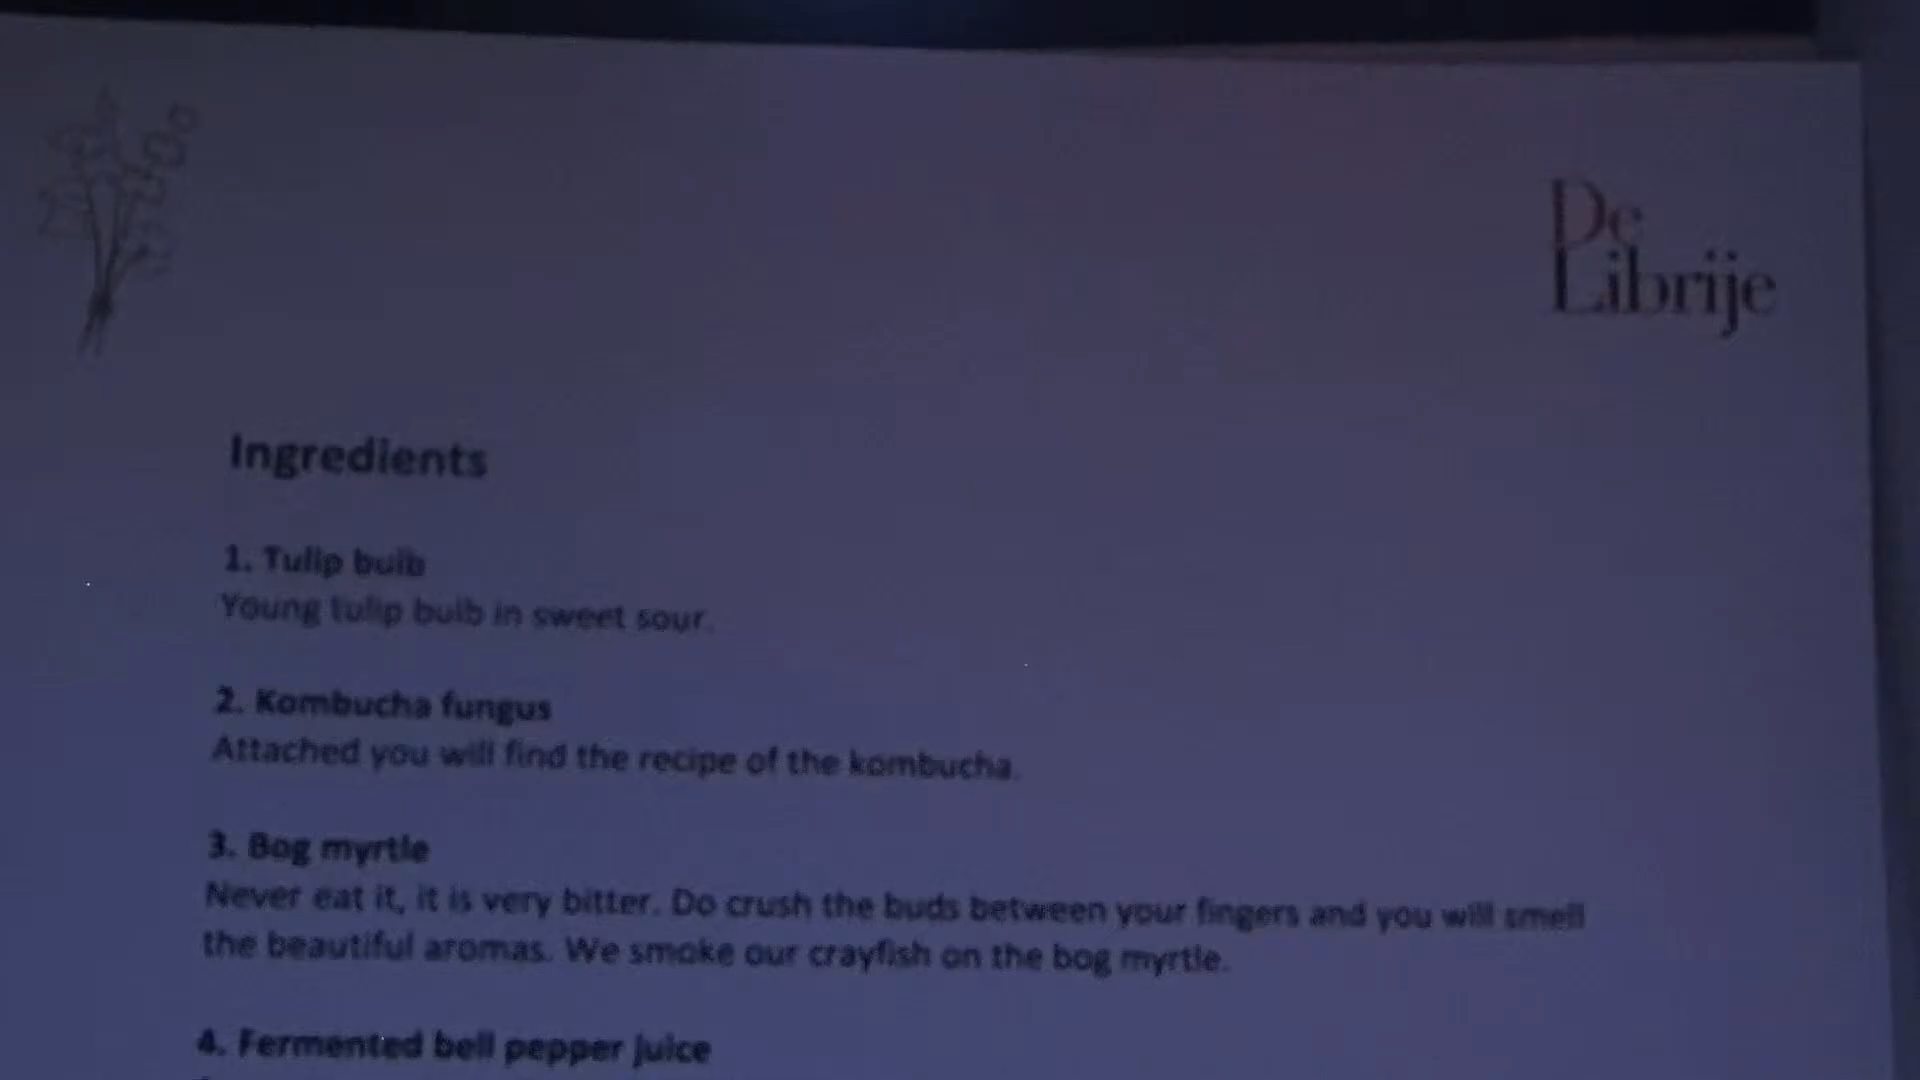 De
Librije
Ingredients
1. Tulip bulb
Young tulip bulb in sweet sour.
2. Kombucha fungus
Attached you will find the recipe of the kombucha.
3. Bog myrtle
Never eat it, it is very bitter. Do crush the buds between your fingers and you will smell
the beautiful aromas. We smoke our crayfish on the bog myrtle.
4. Fermented bell pepper juice